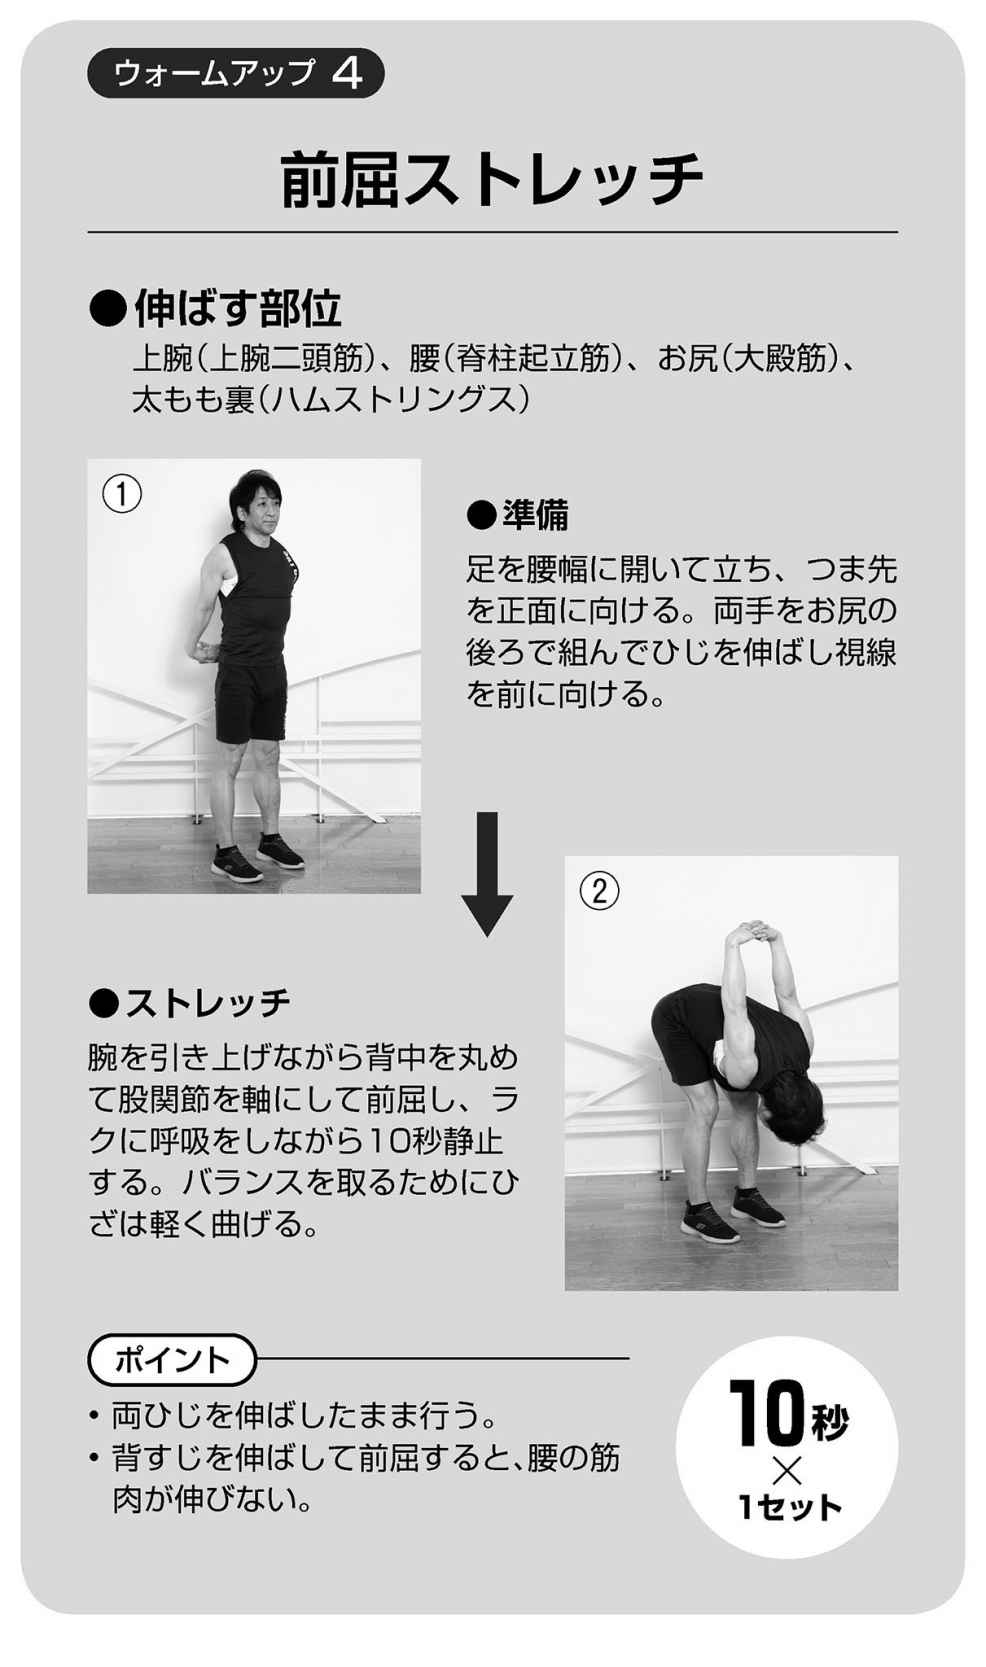 ウォームアップ 4
前屈ストレッチ
●伸ばす部位
上腕(上腕二頭筋)、腰(脊柱起立筋)、お尻(大殿筋)、
太もも裏(ハムストリングス)
①
●準備
足を腰幅に開いて立ち、つま先
を正面に向ける。両手をお尻の
後ろで組んでひじを伸ばし視線
を前に向ける。
②
●ストレッチ
腕を引き上げながら背中を丸め
て股関節を軸にして前屈し、ラ
クに呼吸をしながら10秒静止
する。バランスを取るためにひ
ざは軽く曲げる。
ポイント
・両ひじを伸ばしたまま行う。
・背すじを伸ばして前屈すると、腰の筋
肉が伸びない。
10秒
×
1セット